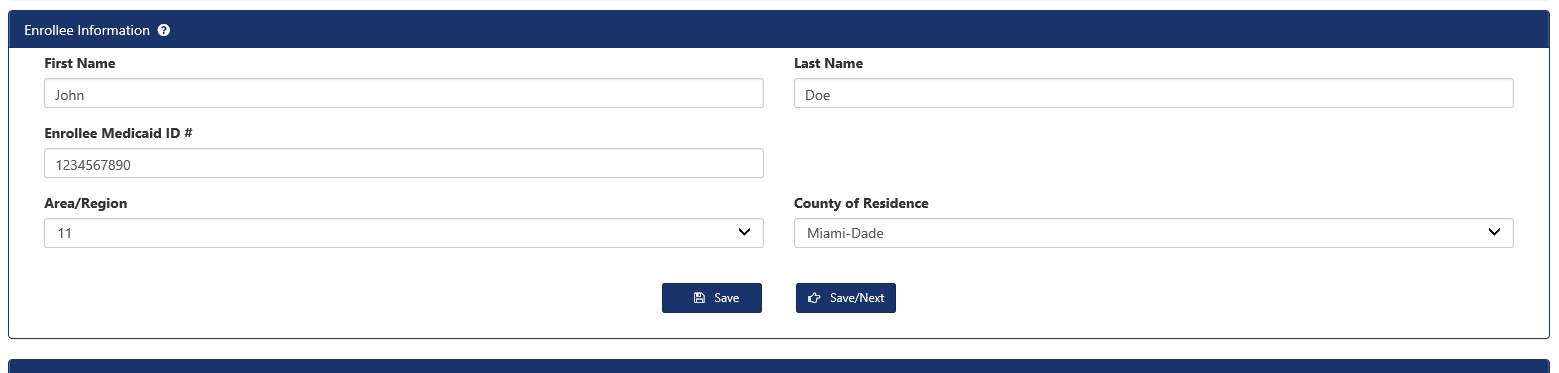 Enrollee Information
First Name
Last Name
John
Doe
Enrollee Medicaid ID #
1234567890
Area/Region
County of Residence
11
Miami-Dade
Save
Save/Next